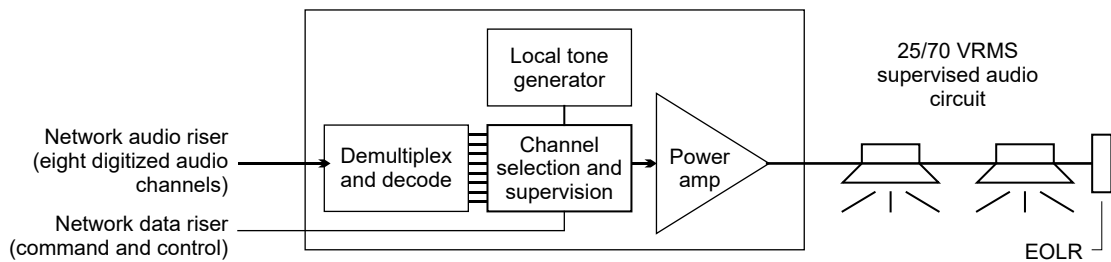 Network audio riser
(eight digitized audio
channels)
Network data riser
(command and control)
Demultiplex
and decode
Local tone
generator
Channel
selection and
supervision
Power
amp
25/70 VRMS
supervised audio
circuit
EOLR